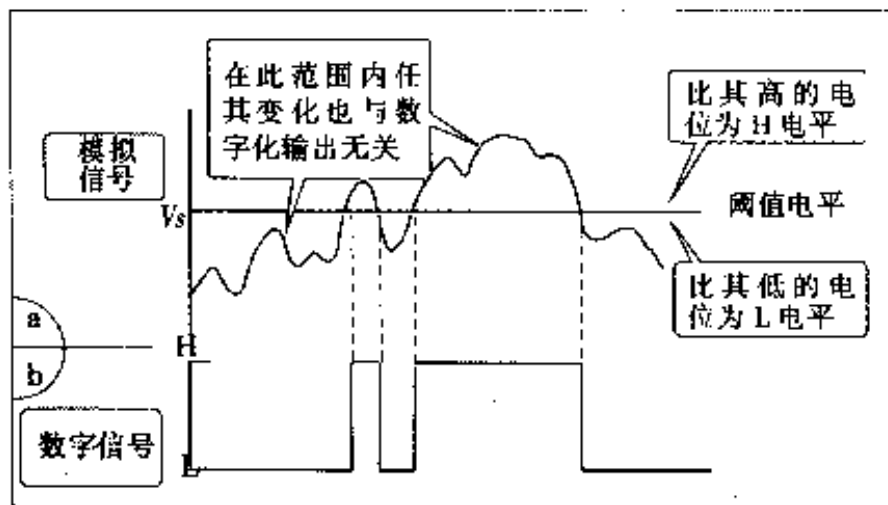 在此范围内任
其变化也与数
字化输出无关
比其高的电
位为H电平
模拟
信号
Vs
阈值电平
比其低的电
位为L电平
a
H
b
数字信号
L